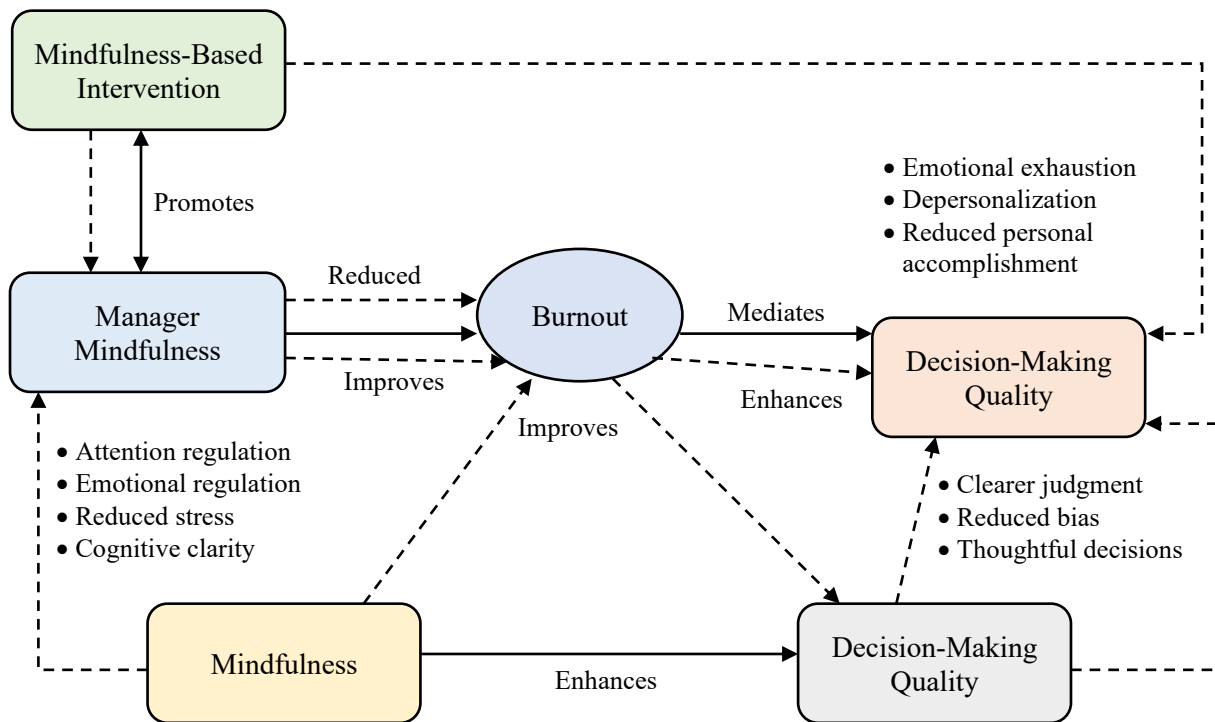 Mindfulness-Based
Intervention
Promotes
• Emotional exhaustion
• Depersonalization
• Reduced personal
accomplishment
Manager
Mindfulness
Reduced
Improves
Burnout
Mediates
Enhances
Decision-Making
Quality
Improves
• Attention regulation
• Emotional regulation
• Reduced stress
• Cognitive clarity
• Clearer judgment
• Reduced bias
• Thoughtful decisions
Mindfulness
Enhances
Decision-Making
Quality